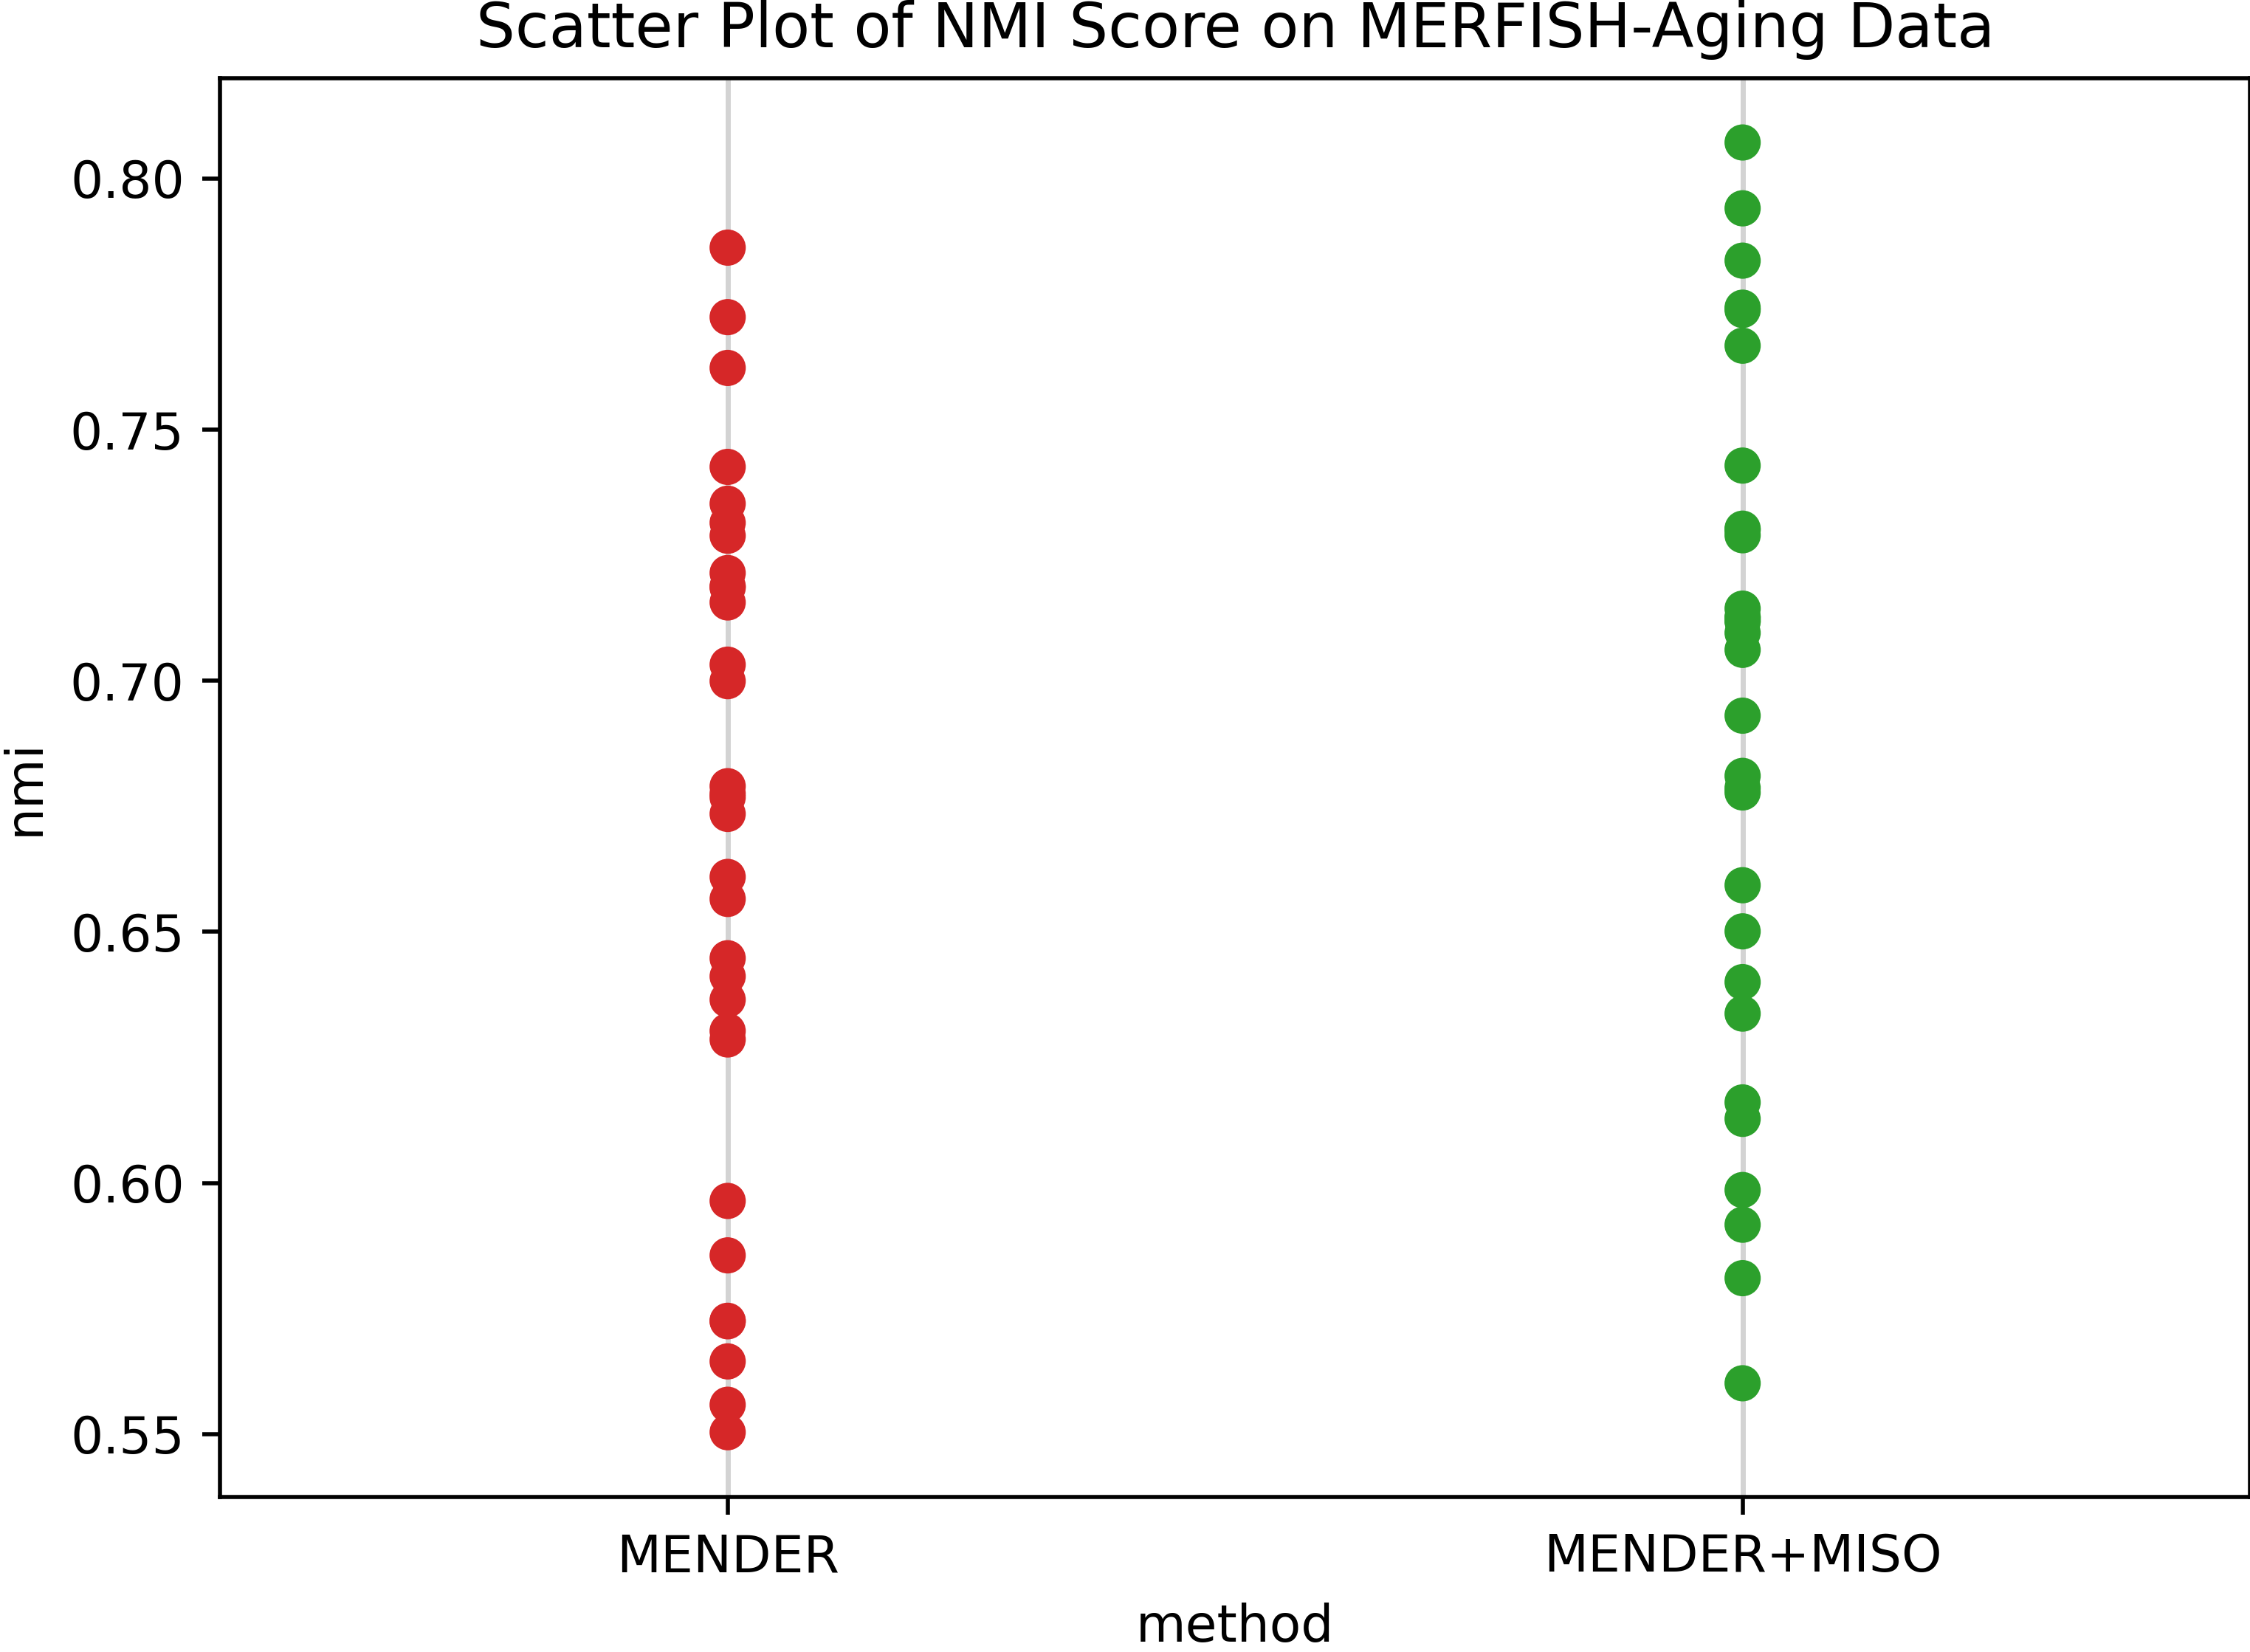 Scatter Plot of NMI Score on MERFISH-Aging Data
0.80
0.75
0.70
0.65
0.60
0.55
nmi
MENDER
MENDER+MISO
method